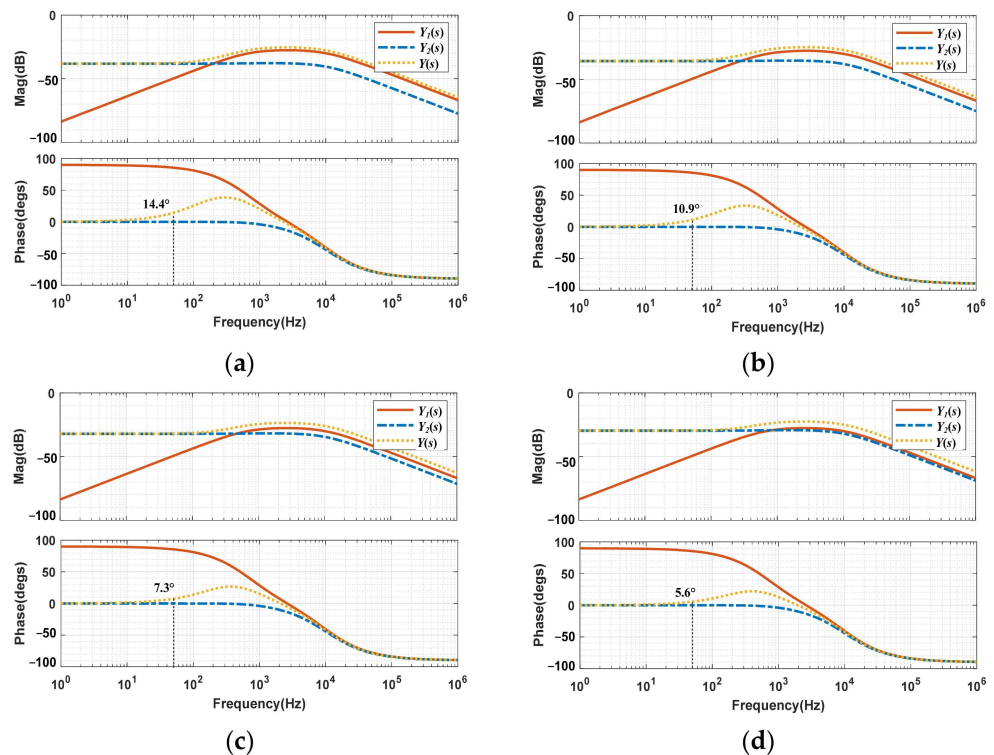 0
−50
−100
Mag(dB)
Y1(s)
Y2(s)
Y(s)
100
50
0
−50
−100
Phase(degs)
14.4°
10^0 10^1 10^2 10^3 10^4 10^5 10^6
Frequency(Hz)
(a)
0
−50
−100
Mag(dB)
Y1(s)
Y2(s)
Y(s)
100
50
0
−50
−100
Phase(degs)
10.9°
10^0 10^1 10^2 10^3 10^4 10^5 10^6
Frequency(Hz)
(b)
0
−50
−100
Mag(dB)
Y1(s)
Y2(s)
Y(s)
100
50
0
−50
−100
Phase(degs)
7.3°
10^0 10^1 10^2 10^3 10^4 10^5 10^6
Frequency(Hz)
(c)
0
−50
−100
Mag(dB)
Y1(s)
Y2(s)
Y(s)
100
50
0
−50
−100
Phase(degs)
5.6°
10^0 10^1 10^2 10^3 10^4 10^5 10^6
Frequency(Hz)
(d)